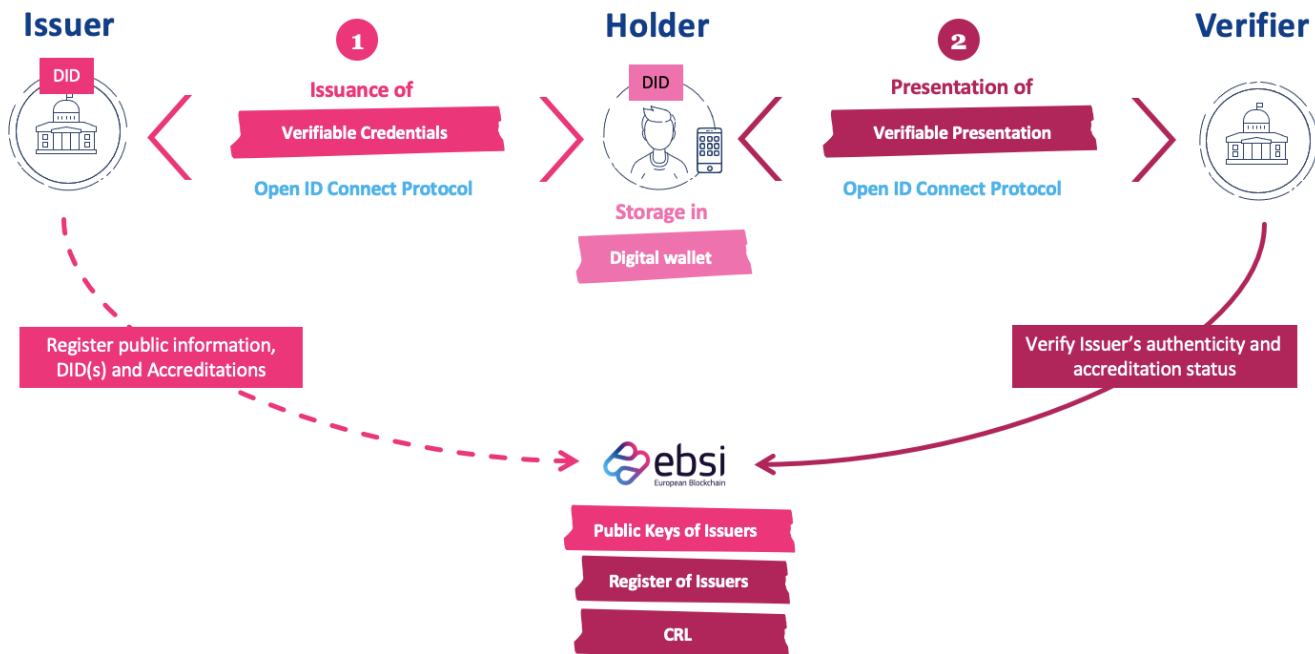 Issuer
DID
1
Issuance of
Verifiable Credentials
Open ID Connect Protocol
Holder
DID
Storage in
Digital wallet
2
Presentation of
Verifiable Presentation
Open ID Connect Protocol
Verifier
Register public information,
DID(s) and Accreditations
Verify Issuer’s authenticity and
accreditation status
ebsi
European Blockchain
Public Keys of Issuers
Register of Issuers
CRL